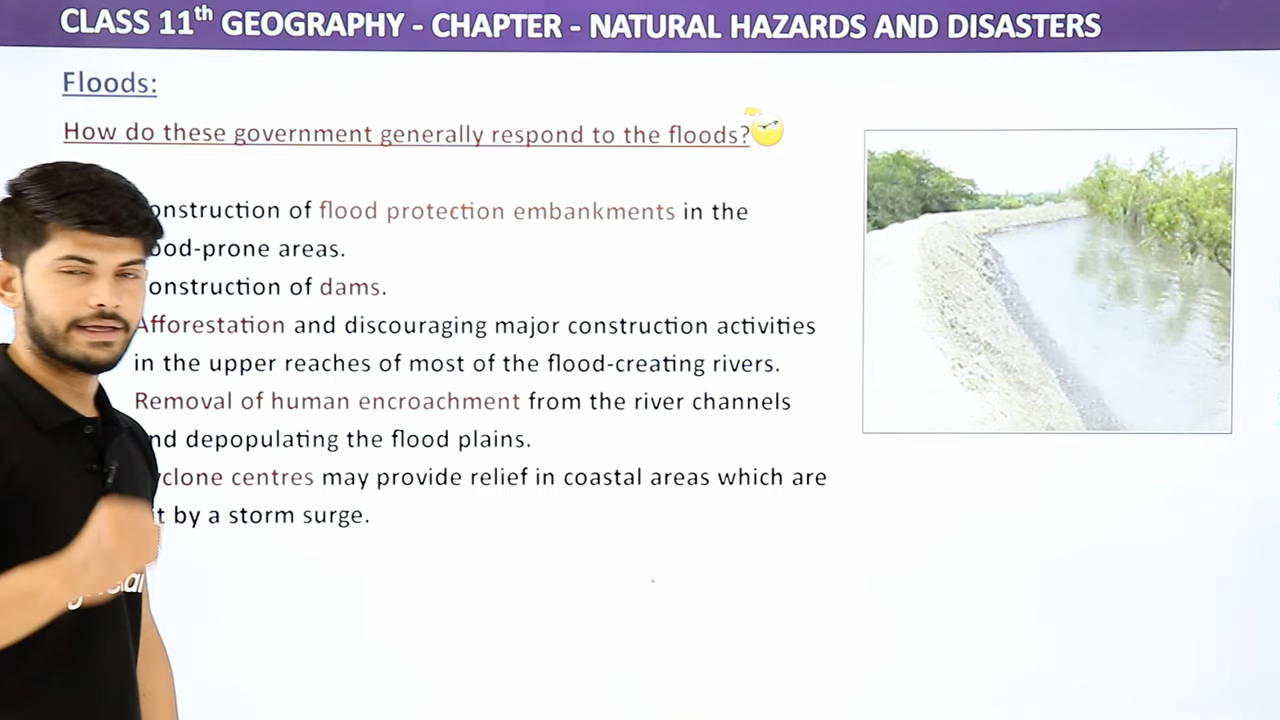 CLASS 11th GEOGRAPHY - CHAPTER - NATURAL HAZARDS AND DISASTERS
Floods:
How do these government generally respond to the floods?
onstruction of flood protection embankments in the
ood-prone areas.
onstruction of dams.
Afforestation and discouraging major construction activities
in the upper reaches of most of the flood-creating rivers.
Removal of human encroachment from the river channels
nd depopulating the flood plains.
yclone centres may provide relief in coastal areas which are
t by a storm surge.